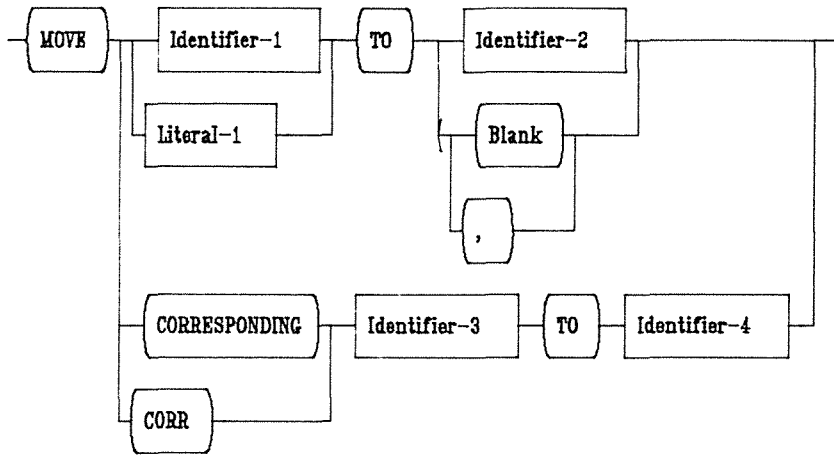 MOVE Identifier-1 TO Identifier-2
Literal-1 Blank
,
CORRESPONDING Identifier-3 TO Identifier-4
CORR